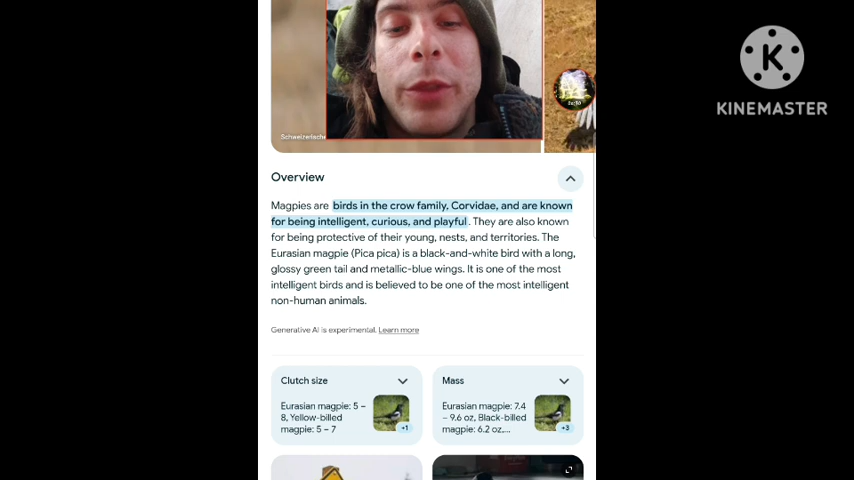 KINEMASTER
Overview
Magpies are birds in the crow family, Corvidae, and are known
for being intelligent, curious, and playful. They are also known
for being protective of their young, nests, and territories. The
Eurasian magpie (Pica pica) is a black-and-white bird with a long,
glossy green tail and metallic-blue wings. It is one of the most
intelligent birds and is believed to be one of the most intelligent
non-human animals.
Generative AI is experimental. Learn more
Clutch size
Eurasian magpie: 5 –
8, Yellow-billed
magpie: 5 – 7
+1
Mass
Eurasian magpie: 7.4
– 9.6 oz, Black-billed
magpie: 6.2 oz,...
+3